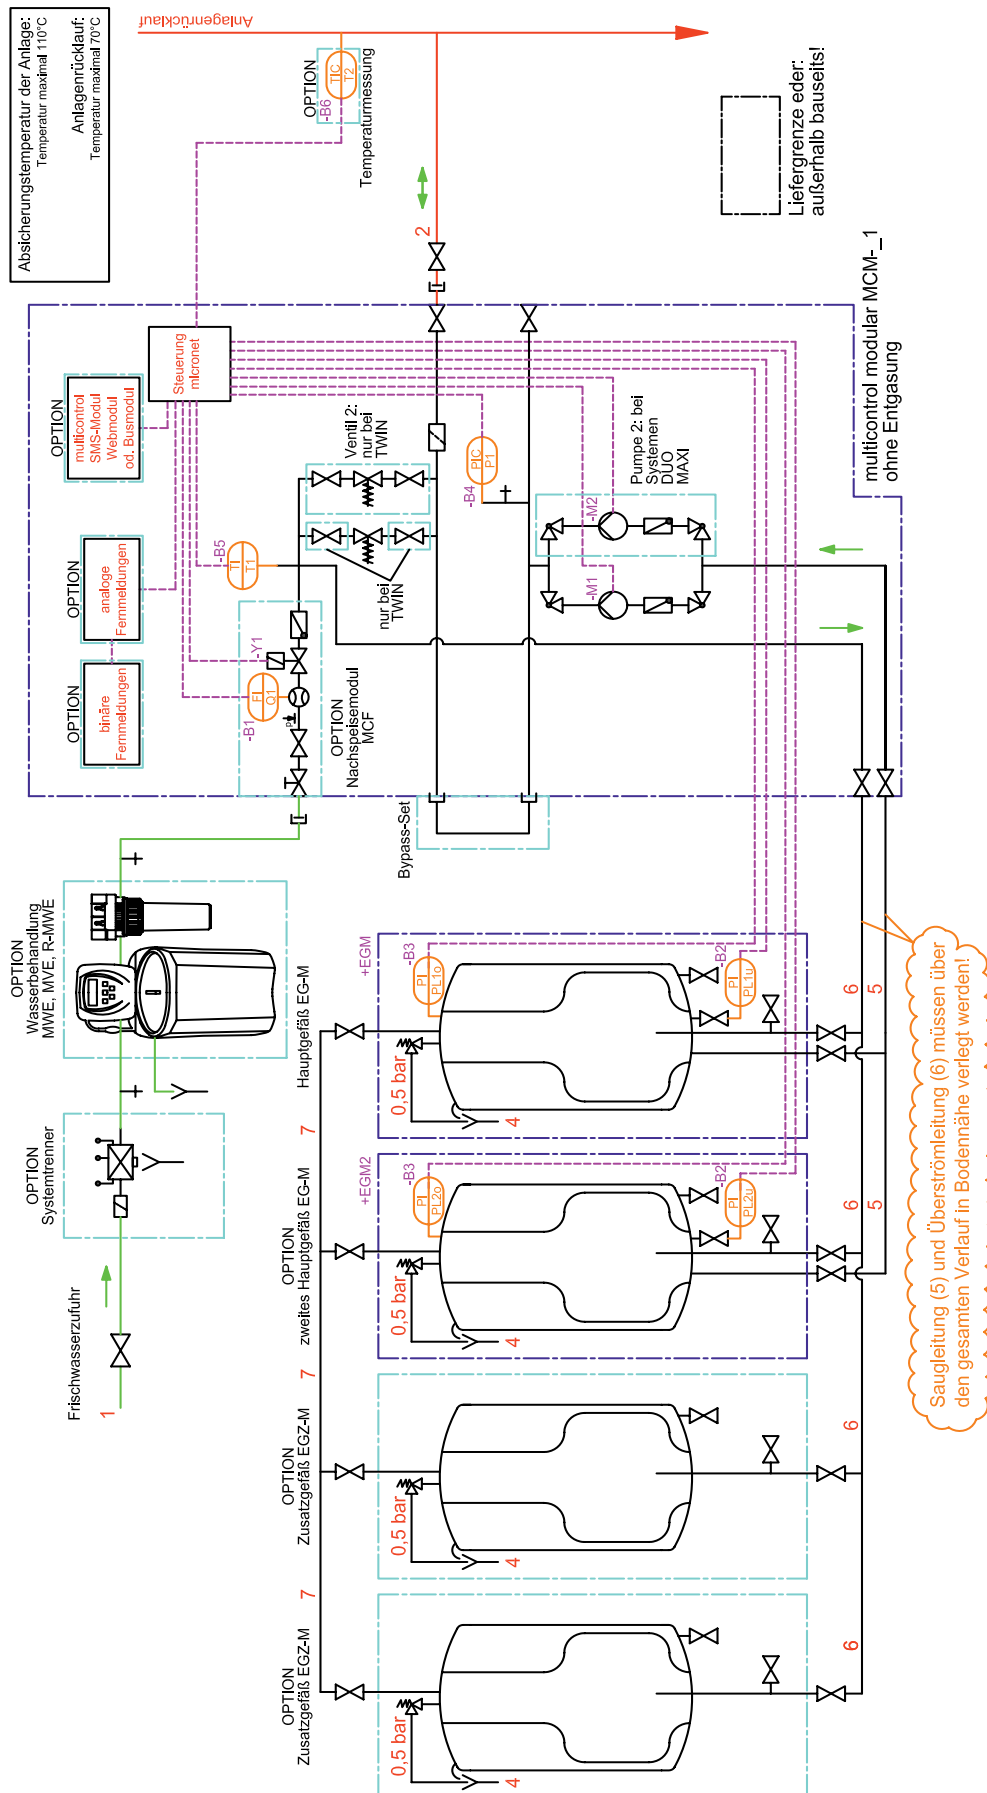 Absicherungstemperatur der Anlage:
Temperatur maximal 110°C
Anlagenrücklauf:
Temperatur maximal 70°C
Anlagenrücklauf
OPTION
TIC
T2
-B6
Temperaturmessung
2
Liefergrenze eder:
außerhalb bauseits!
multicontrol modular MCM-_1
ohne Entgasung
Steuerung
micronet
OPTION
multicontrol
SMS-Modul
Webmodul
od. Busmodul
OPTION
analoge
Fernmeldungen
OPTION
binäre
Fernmeldungen
Ventil 2:
nur bei
TWIN
nur bei
TWIN
-B5
TI
T1
-Y1
-B1
FI
Q1
OPTION
Nachspeisemodul
MCF
PIC
P1
-B4
Pumpe 2: bei
Systemen
DUO
MAXI
-M2
-M1
Bypass-Set
OPTION
Wasserbehandlung
MWE, MVE, R-MWE
OPTION
Systemtrenner
Frischwasserzufuhr
1
Hauptgefäß EG-M
+EGM
-B3
PI
PL1o
-B2
PI
PL1u
0,5 bar
4
7
6
5
OPTION
zweites Hauptgefäß EG-M
+EGM2
-B3
PI
PL2o
-B2
PI
PL2u
0,5 bar
4
7
6
5
OPTION
Zusatzgefäß EGZ-M
0,5 bar
4
7
6
OPTION
Zusatzgefäß EGZ-M
0,5 bar
4
6
Saugleitung (5) und Überströmleitung (6) müssen über
den gesamten Verlauf in Bodennähe verlegt werden!